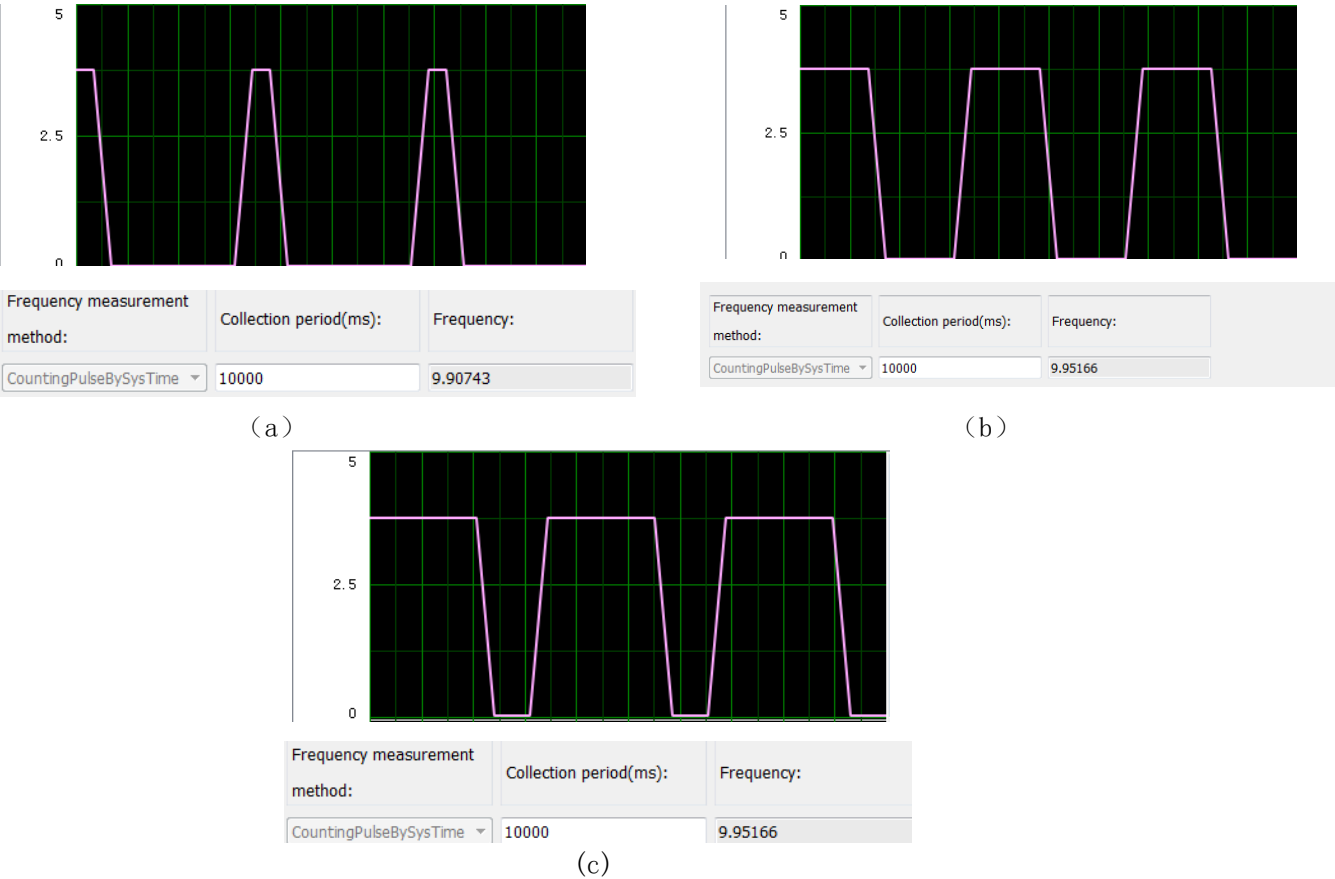 5
2.5
0
Frequency measurement
method:
Collection period(ms):
Frequency:
CountingPulseBySysTime
10000
9.90743
（a）
5
2.5
0
Frequency measurement
method:
Collection period(ms):
Frequency:
CountingPulseBySysTime
10000
9.95166
（b）
5
2.5
0
Frequency measurement
method:
Collection period(ms):
Frequency:
CountingPulseBySysTime
10000
9.95166
(c)